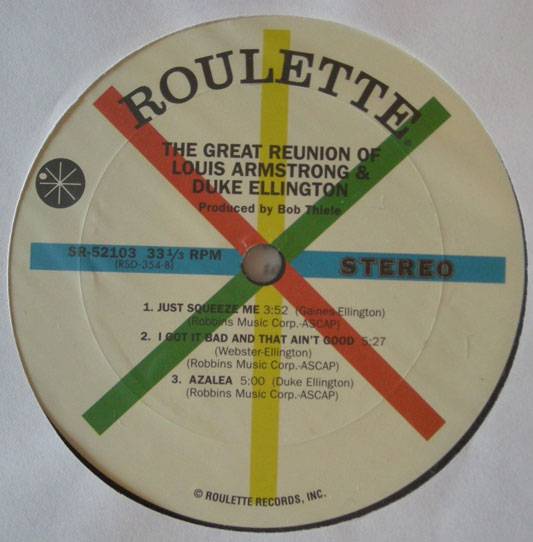 ROULETTE
THE GREAT REUNION OF
LOUIS ARMSTRONG &
DUKE ELLINGTON
Produced by Bob Thiele
SR-52103 33 1/3 RPM
(RSD-354-B)
STEREO
1. JUST SQUEEZE ME 3:52 (Gaines-Ellington)
(Robbins Music Corp.-ASCAP)
2. I GOT IT BAD AND THAT AIN'T GOOD 5:27
(Webster-Ellington)
(Robbins Music Corp.-ASCAP)
3. AZALEA 5:00 (Duke Ellington)
(Robbins Music Corp.-ASCAP)
© ROULETTE RECORDS, INC.